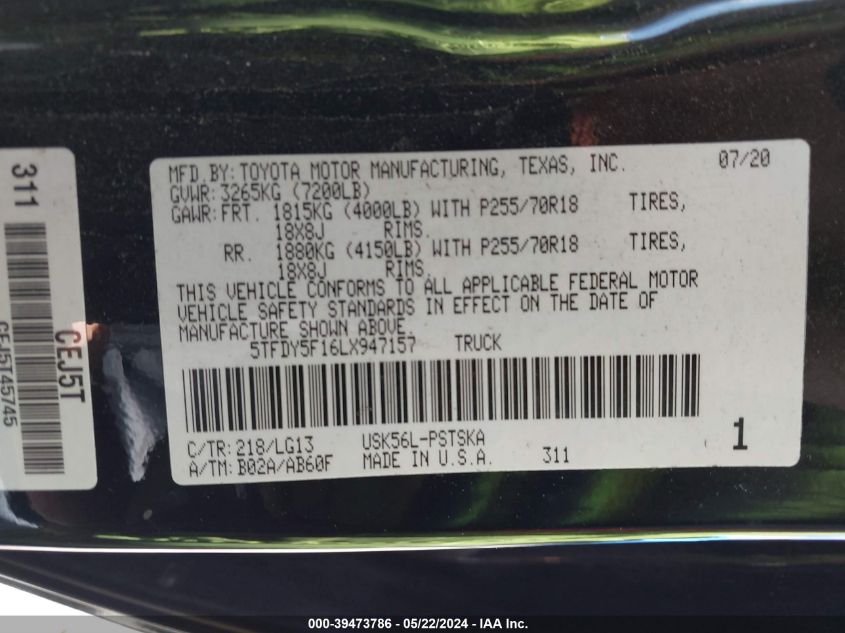 311
CEJ5T
CEJ5T45745
MFD.BY:TOYOTA MOTOR MANUFACTURING, TEXAS, INC. 07/20
GVWR:3265KG (7200LB)
GAWR:FRT. 1815KG (4000LB) WITH P255/70R18 TIRES,
18X8J RIMS.
RR. 1880KG (4150LB) WITH P255/70R18 TIRES,
18X8J RIMS.
THIS VEHICLE CONFORMS TO ALL APPLICABLE FEDERAL MOTOR
VEHICLE SAFETY STANDARDS IN EFFECT ON THE DATE OF
MANUFACTURE SHOWN ABOVE.
5TFDY5F16LX947157 TRUCK
C/TR:218/LG13 USK56L-PSTSKA
A/TM:B02A/AB60F MADE IN U.S.A. 311
1
000-39473786 - 05/22/2024 - IAA Inc.